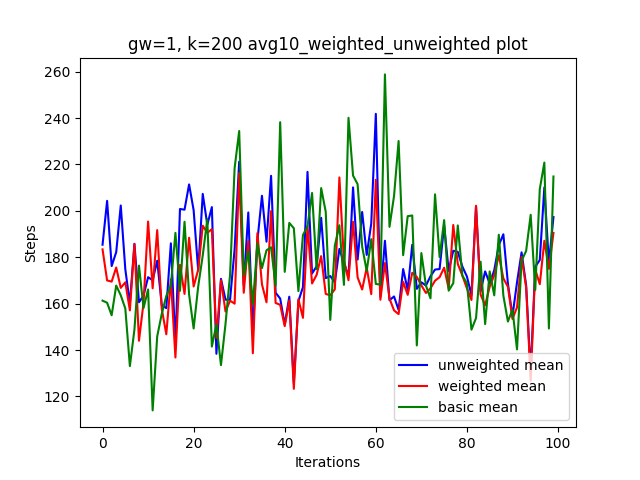 gw=1, k=200 avg10_weighted_unweighted plot
260
240
220
200
180
160
140
120
Steps
0
20
40
60
80
100
Iterations
unweighted mean
weighted mean
basic mean